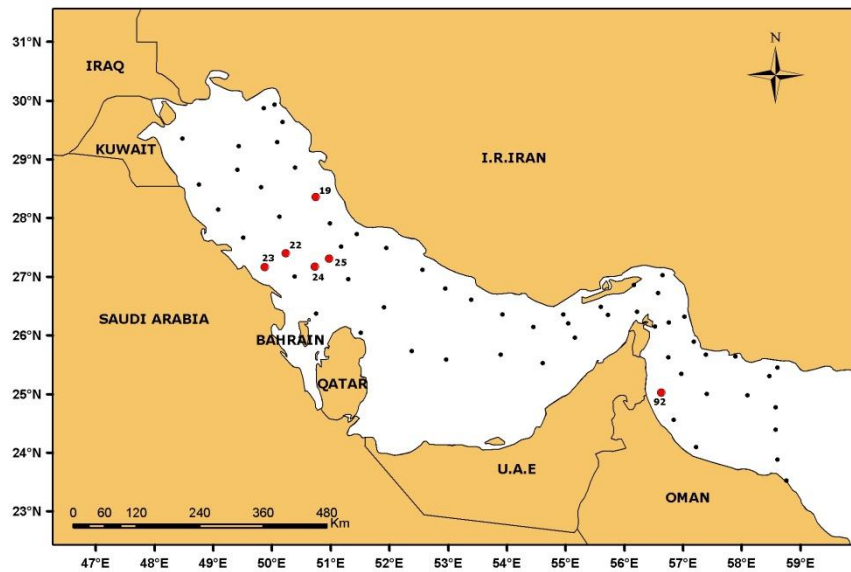 N
31°N
IRAQ
30°N
KUWAIT
I.R.IRAN
29°N
19
28°N
22
23
25
24
27°N
SAUDI ARABIA
26°N
BAHRAIN
QATAR
25°N
92
24°N
U.A.E
OMAN
23°N
0 60 120 240 360 480
Km
47°E 48°E 49°E 50°E 51°E 52°E 53°E 54°E 55°E 56°E 57°E 58°E 59°E